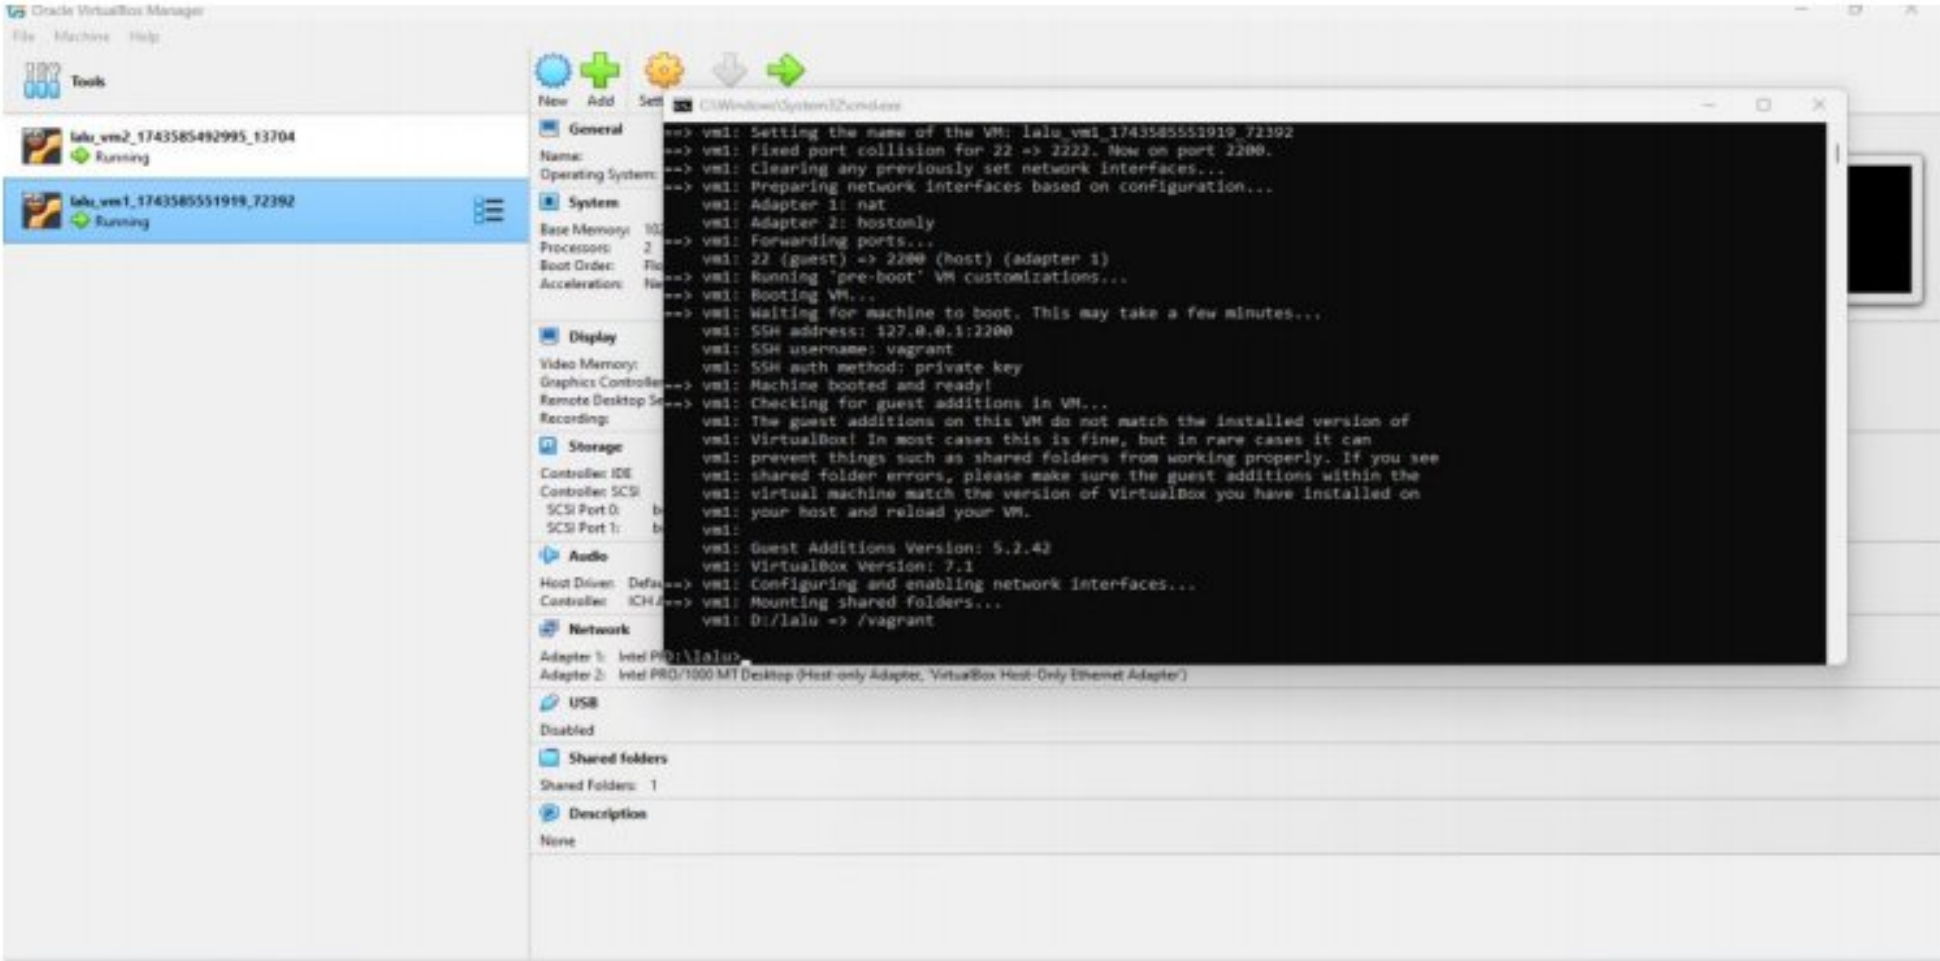 Oracle VirtualBox Manager
File Machine Help
Tools
lalu_vm2_1743585492995_13704
Running
lalu_vm1_1743585551919_72392
Running
New Add Sett
General
Name:
Operating System:
System
Base Memory: 102
Processors: 2
Boot Order: Flo
Acceleration: Ne
Display
Video Memory:
Graphics Controller
Remote Desktop Se
Recording:
Storage
Controller: IDE
Controller: SCSI
SCSI Port 0:
SCSI Port 1:
Audio
Host Driver: Defau
Controller: ICH A
Network
Adapter 1: Intel P
Adapter 2: Intel PRO/1000 MT Desktop (Host-only Adapter, 'VirtualBox Host-Only Ethernet Adapter')
USB
Disabled
Shared folders
Shared Folders: 1
Description
None
C:\Windows\System32\cmd.exe
==> vm1: Setting the name of the VM: lalu_vm1_1743585551919_72392
==> vm1: Fixed port collision for 22 => 2222. Now on port 2200.
==> vm1: Clearing any previously set network interfaces...
==> vm1: Preparing network interfaces based on configuration...
vm1: Adapter 1: nat
vm1: Adapter 2: hostonly
==> vm1: Forwarding ports...
vm1: 22 (guest) => 2200 (host) (adapter 1)
==> vm1: Running 'pre-boot' VM customizations...
==> vm1: Booting VM...
==> vm1: Waiting for machine to boot. This may take a few minutes...
vm1: SSH address: 127.0.0.1:2200
vm1: SSH username: vagrant
vm1: SSH auth method: private key
==> vm1: Machine booted and ready!
==> vm1: Checking for guest additions in VM...
vm1: The guest additions on this VM do not match the installed version of
vm1: VirtualBox! In most cases this is fine, but in rare cases it can
vm1: prevent things such as shared folders from working properly. If you see
vm1: shared folder errors, please make sure the guest additions within the
vm1: virtual machine match the version of VirtualBox you have installed on
vm1: your host and reload your VM.
vm1:
vm1: Guest Additions Version: 5.2.42
vm1: VirtualBox Version: 7.1
==> vm1: Configuring and enabling network interfaces...
==> vm1: Mounting shared folders...
vm1: D:/lalu => /vagrant
D:\lalu>